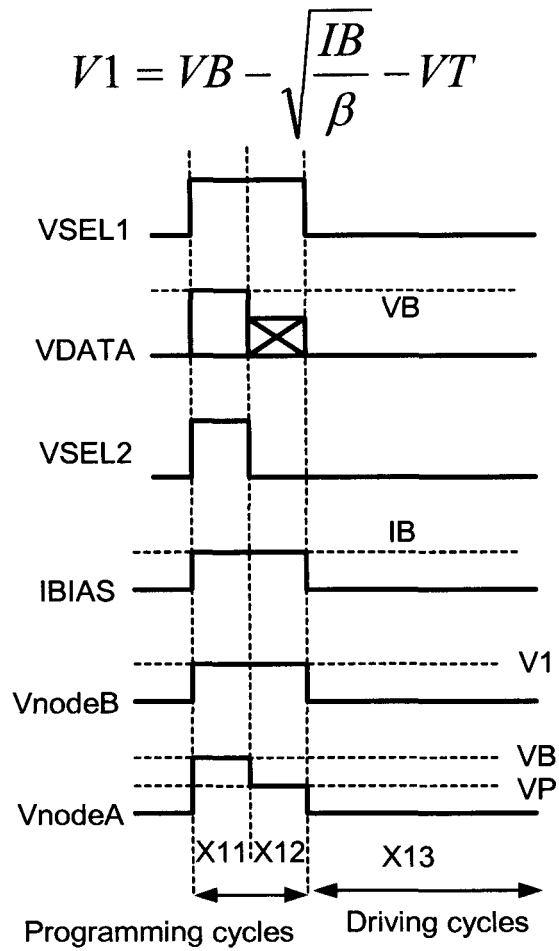 V1 = VB - √(IB/β) - VT
VSEL1
VB
VDATA
VSEL2
IB
IBIAS
V1
VnodeB
VB
VP
VnodeA
X11 X12 X13
Programming cycles Driving cycles